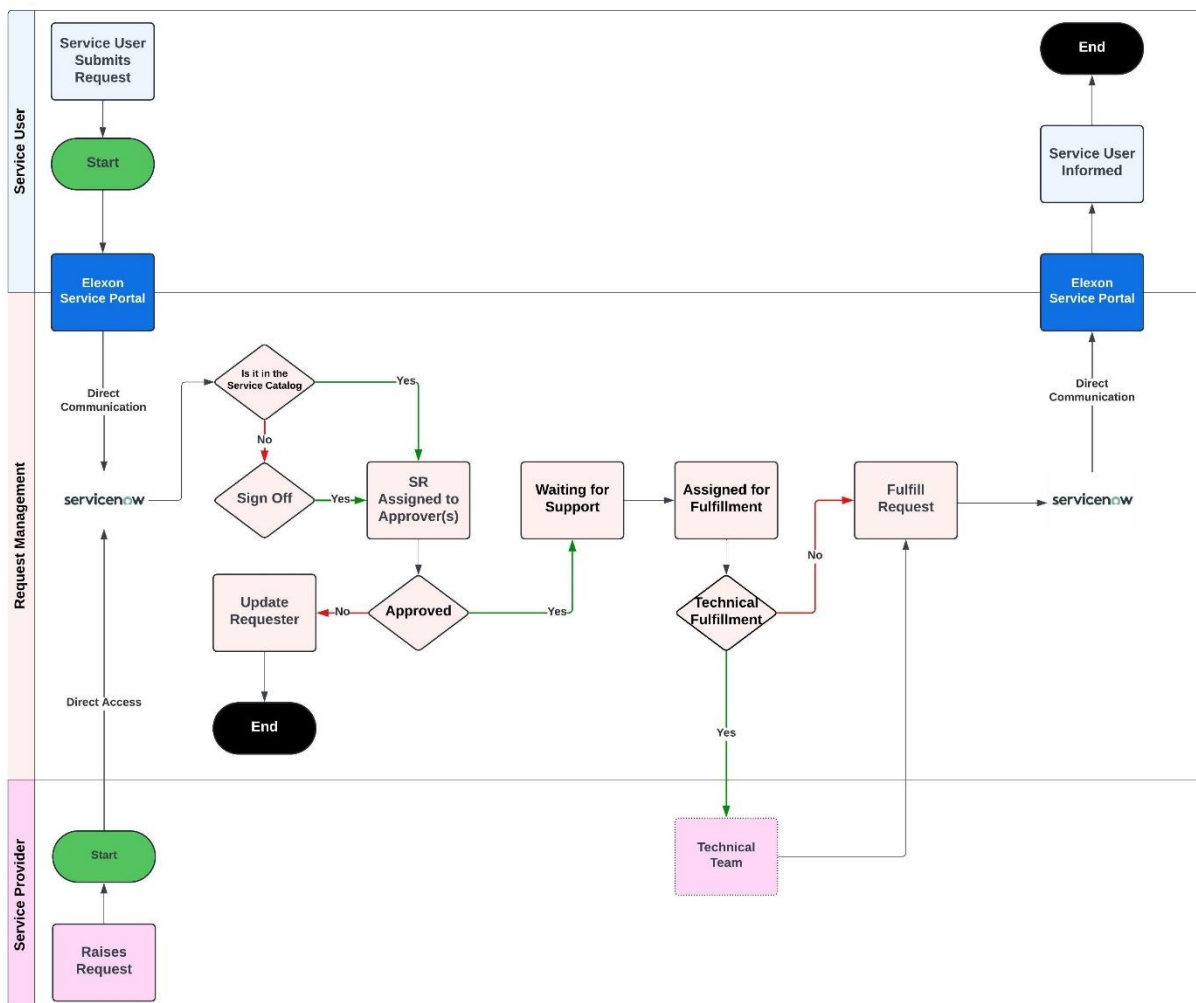 Service User
Service User
Submits
Request
Start
Elexon
Service Portal
End
Service User
Informed
Elexon
Service Portal
Request Management
Direct
Communication
servicenow
Is it in the
Service Catalog
Yes
No
Sign Off
Yes
SR
Assigned to
Approver(s)
Waiting for
Support
Assigned for
Fulfillment
Fulfill
Request
servicenow
Direct
Communication
Update
Requester
No
Approved
Yes
Technical
Fulfillment
No
End
Direct Access
Yes
Service Provider
Start
Raises
Request
Technical
Team